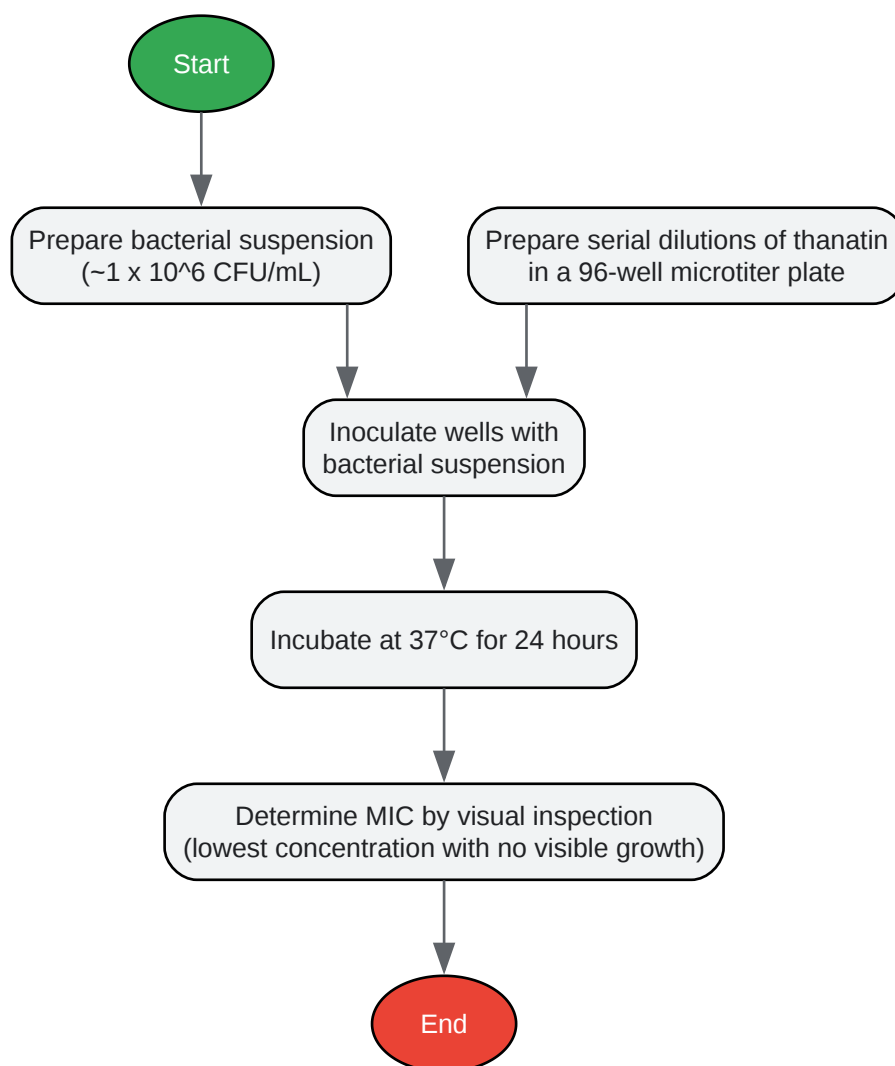 Start
Prepare bacterial suspension
(~1 x 10^6 CFU/mL)
Prepare serial dilutions of thanatin
in a 96-well microtiter plate
Inoculate wells with
bacterial suspension
Incubate at 37°C for 24 hours
Determine MIC by visual inspection
(lowest concentration with no visible growth)
End